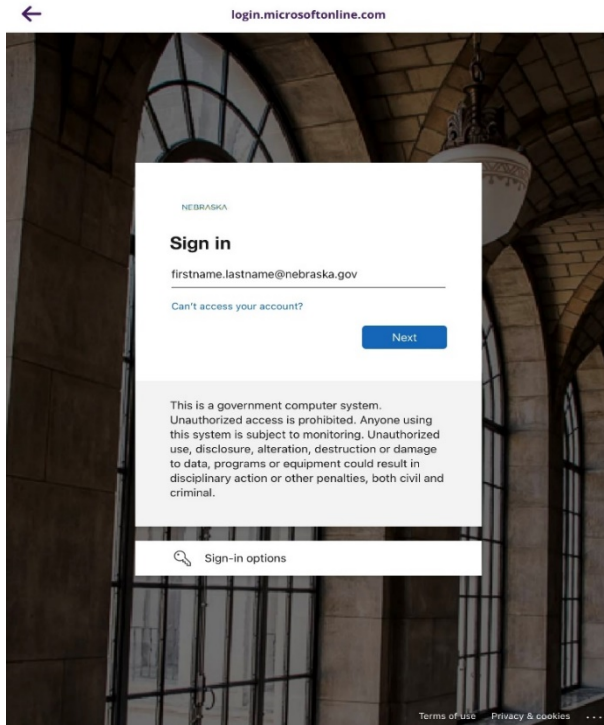 login.microsoftonline.com
NEBRASKA
Sign in
firstname.lastname@nebraska.gov
Can't access your account?
Next
This is a government computer system.
Unauthorized access is prohibited. Anyone using
this system is subject to monitoring. Unauthorized
use, disclosure, alteration, destruction or damage
to data, programs or equipment could result in
disciplinary action or other penalties, both civil and
criminal.
Sign-in options
Terms of use Privacy & cookies ...